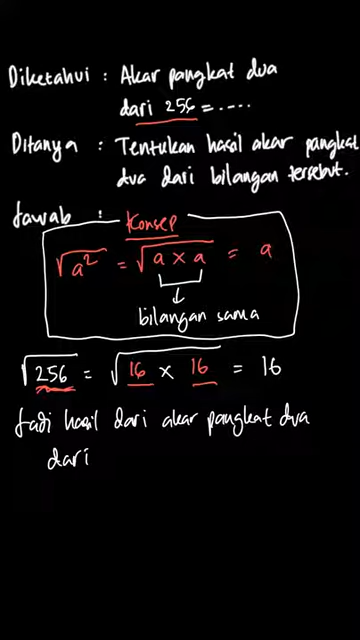 Diketahui : Akar pangkat dua
dari 256 = ....
Ditanya : Tentukan hasil akar pangkat
dua dari bilangan tersebut.
Jawab :
Konsep
√a² = √a × a = a
bilangan sama
√256 = √16 × 16 = 16
Jadi hasil dari akar pangkat dua
dari